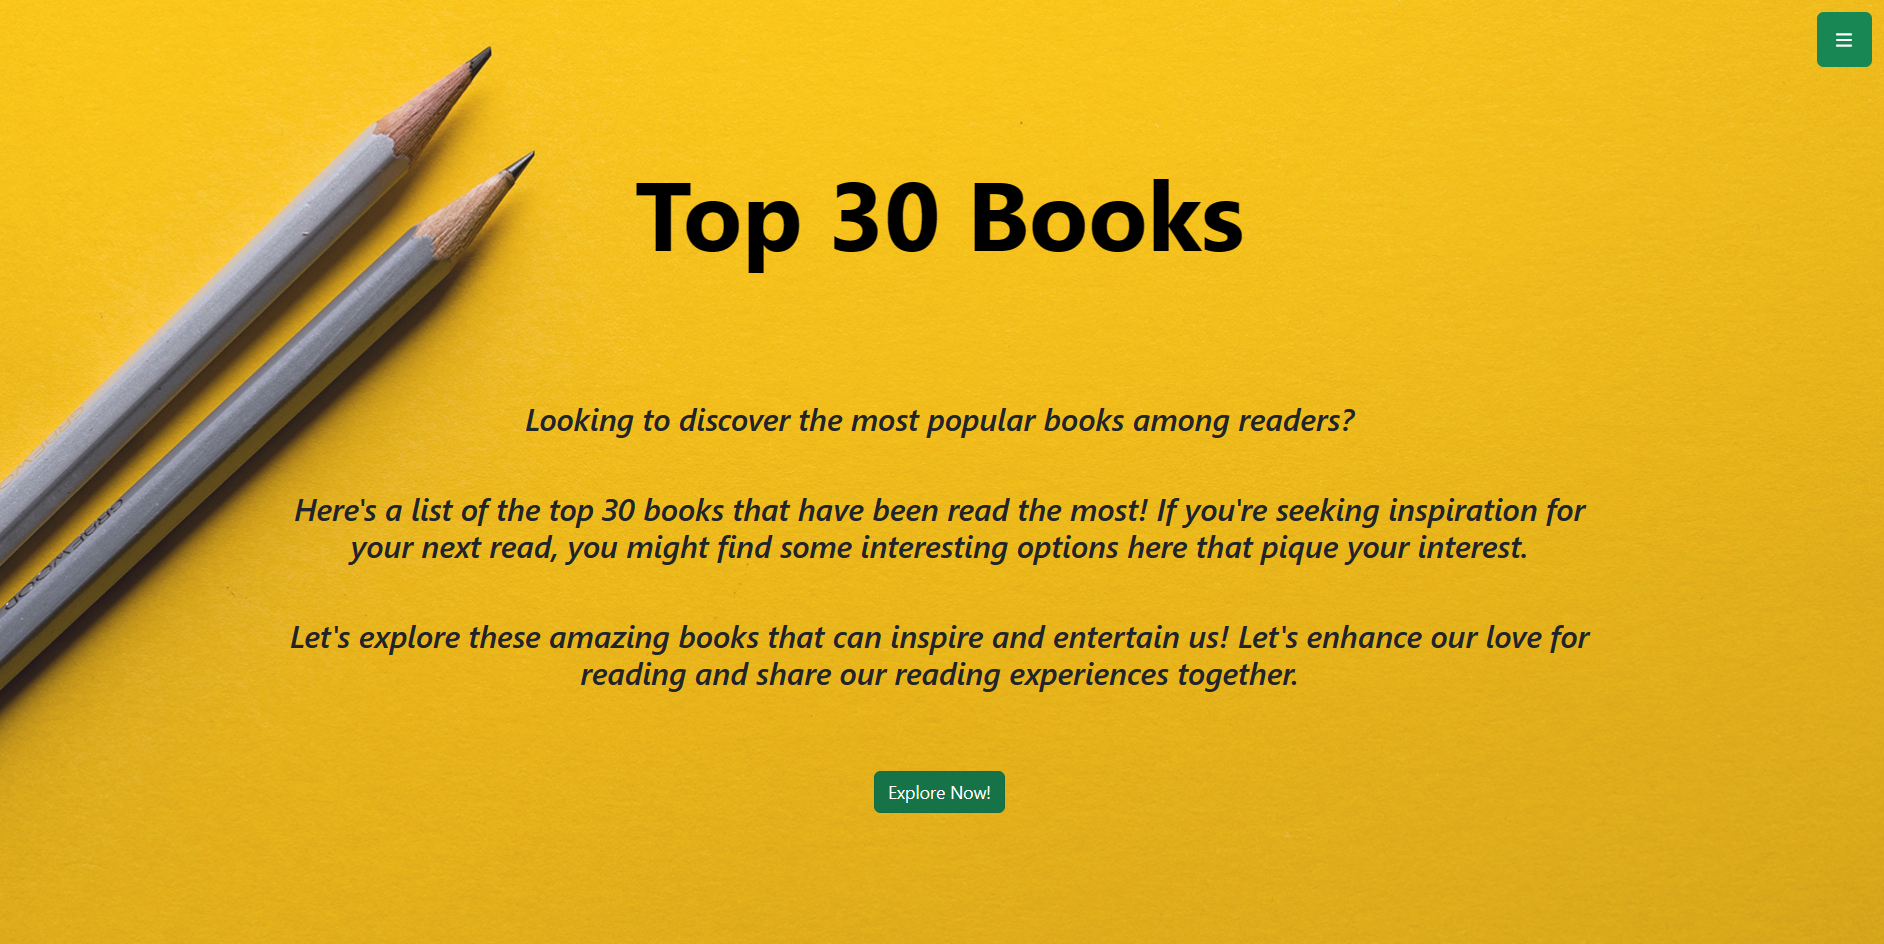 Top 30 Books
Looking to discover the most popular books among readers?
Here's a list of the top 30 books that have been read the most! If you're seeking inspiration for
your next read, you might find some interesting options here that pique your interest.
Let's explore these amazing books that can inspire and entertain us! Let's enhance our love for
reading and share our reading experiences together.
Explore Now!